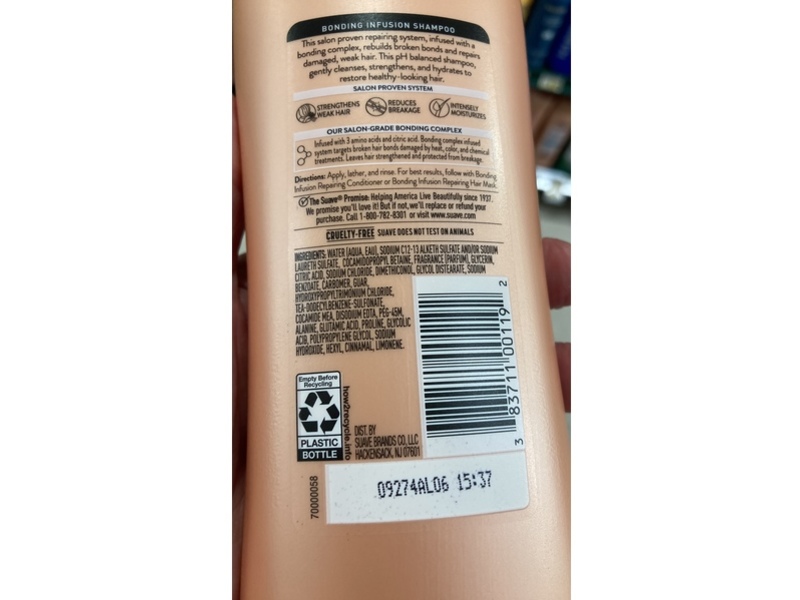 BONDING INFUSION SHAMPOO
This salon proven repairing system, infused with a
bonding complex, rebuilds broken bonds and repairs
damaged, weak hair. This pH balanced shampoo,
gently cleanses, strengthens, and hydrates to
restore healthy-looking hair.
SALON PROVEN SYSTEM
STRENGTHENS WEAK HAIR
REDUCES BREAKAGE
INTENSELY MOISTURIZES
OUR SALON-GRADE BONDING COMPLEX
Infused with 3 aminos and citric acid. Bonding complex infused
system targets broken hair bonds damaged by heat, color, and chemical
treatments. Leaves hair strengthened and protected from breakage.
Directions: Apply, lather, and rinse. For best results, follow with Bonding
Infusion Repairing Conditioner or Bonding Infusion Repairing Hair Mask.
The Suave® Promise: Helping America Live Beautifully since 1937.
We promise you'll love it! But if not, we'll replace or refund your
purchase. Call 1-800-782-8301 or visit www.suave.com
CRUELTY-FREE SUAVE DOES NOT TEST ON ANIMALS
INGREDIENTS: WATER (AQUA, EAU), SODIUM C12-13 ALKETH SULFATE AND/OR SODIUM
LAURETH SULFATE, COCAMIDOPROPYL BETAINE, FRAGRANCE (PARFUM), GLYCERIN,
CITRIC ACID, SODIUM CHLORIDE, DIMETHICONOL, GLYCOL DISTEARATE, SODIUM
BENZOATE, CARBOMER, GUAR
HYDROXYPROPYLTRIMONIUM CHLORIDE,
TEA-DODECYLBENZENE-SULFONATE,
COCAMIDE MEA, DISODIUM EDTA, PEG-45M,
ALANINE, GLUTAMIC ACID, PROLINE, GLYCOLIC
ACID, POLYPROPYLENE GLYCOL, SODIUM
HYDROXIDE, HEXYL, CINNAMAL, LIMONENE.
3 83711 00119 2
Empty Before
Recycling
PLASTIC
BOTTLE
how2recycle.info
DIST. BY
SUAVE BRANDS CO, LLC
HACKENSACK, NJ 07601
70000058
09274AL06 15:37